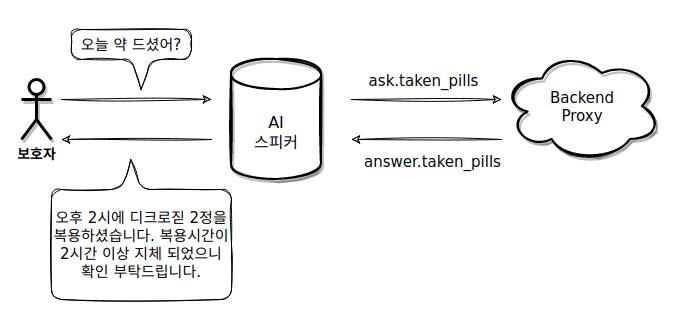 오늘 약 드셨어?
보호자
AI
스피커
ask.taken_pills
answer.taken_pills
Backend
Proxy
오후 2시에 디크로짇 2정을
복용하셨습니다. 복용시간이
2시간 이상 지체 되었으니
확인 부탁드립니다.